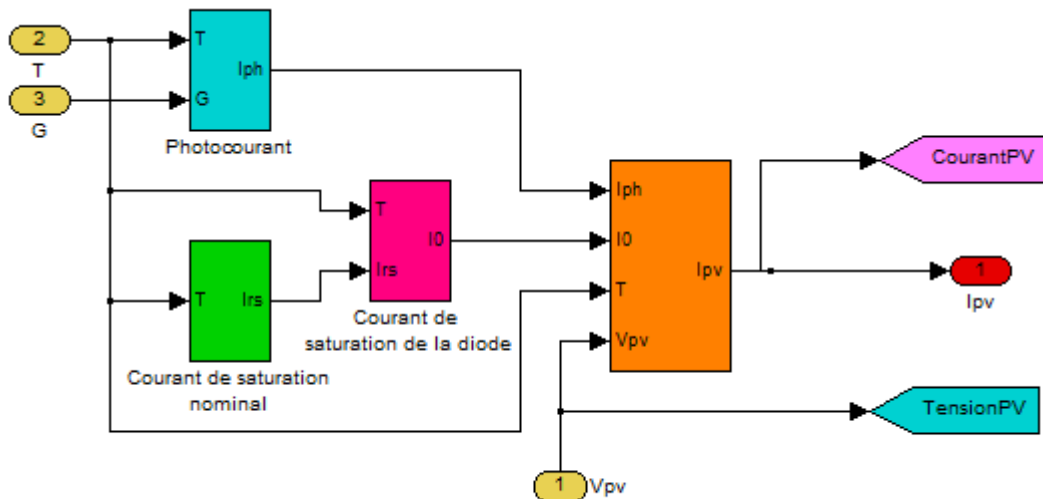 2
T
3
G
T
Iph
G
Photocourant
CourantPV
T
I0
Irs
Courant de
saturation de la diode
T
Irs
Courant de saturation
nominal
Iph
I0
T
Vpv
Ipv
1
Ipv
TensionPV
1
Vpv